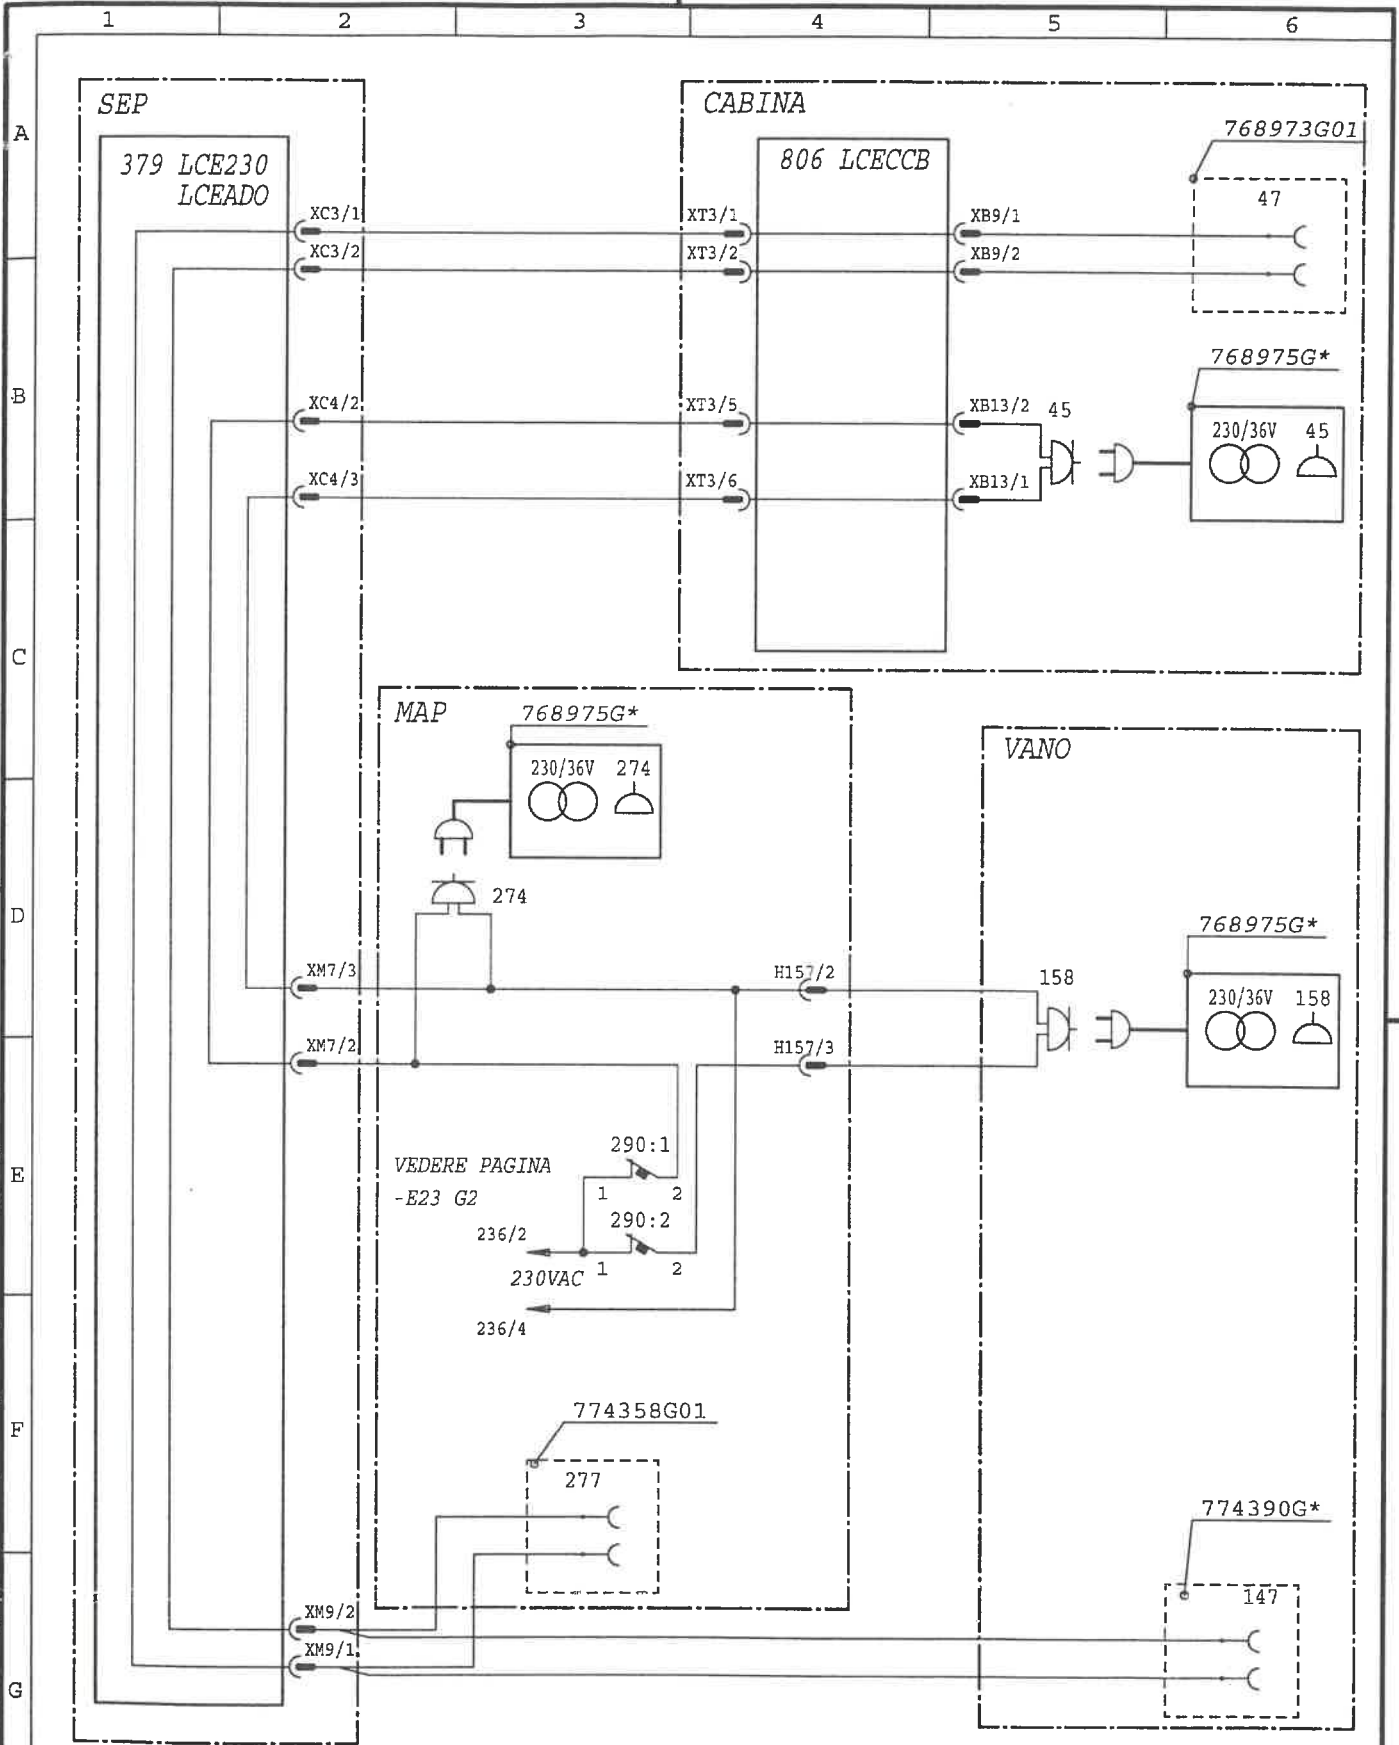 1 2 3 4 5 6
A
B
C
D
E
F
G
SEP
379 LCE230
LCEADO
XC3/1
XC3/2
XC4/2
XC4/3
XM7/3
XM7/2
XM9/2
XM9/1
CABINA
806 LCECCB
XT3/1
XT3/2
XT3/5
XT3/6
XB9/1
XB9/2
XB13/2 45
XB13/1
768973G01
47
768975G*
230/36V 45
MAP
768975G*
230/36V 274
274
H157/2
H157/3
290:1
1 2
VEDERE PAGINA
-E23 G2
290:2
1 2
236/2
230VAC
236/4
774358G01
277
VANO
768975G*
158
230/36V 158
774390G*
147